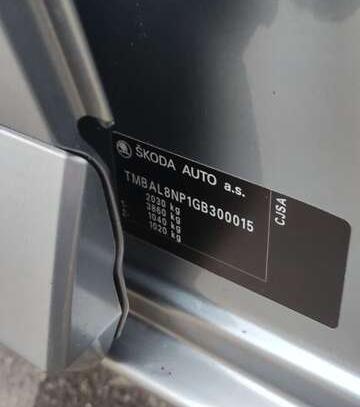 ŠKODA AUTO a.s.
TMBAL8NP1GB300015
2030 kg
3860 kg
1040 kg
1020 kg
CJSA